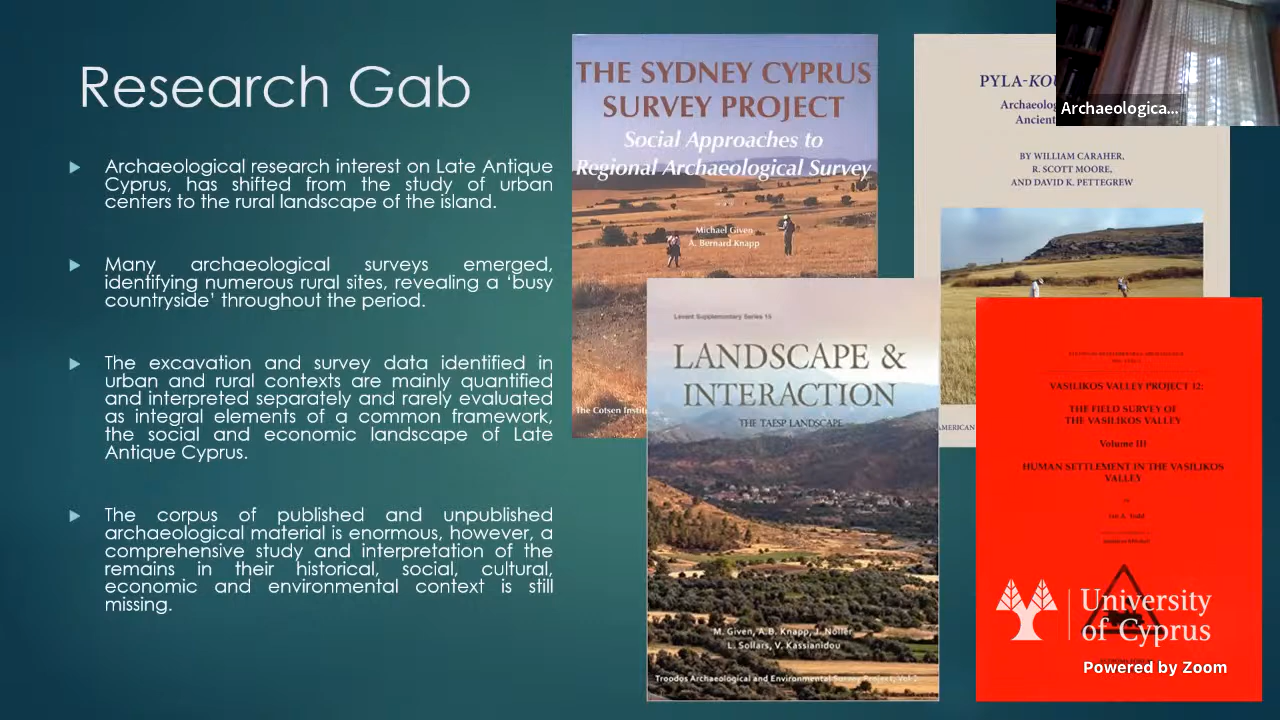 Research Gab
Archaeological research interest on Late Antique
Cyprus, has shifted from the study of urban
centers to the rural landscape of the island.
Many archaeological surveys emerged,
identifying numerous rural sites, revealing a ‘busy
countryside’ throughout the period.
The excavation and survey data identified in
urban and rural contexts are mainly quantified
and interpreted separately and rarely evaluated
as integral elements of a common framework,
the social and economic landscape of Late
Antique Cyprus.
The corpus of published and unpublished
archaeological material is enormous, however, a
comprehensive study and interpretation of the
remains in their historical, social, cultural,
economic and environmental context is still
missing.
THE SYDNEY CYPRUS
SURVEY PROJECT
Social Approaches to
Regional Archaeological Survey
Michael Given
A. Bernard Knapp
The Cotsen Instit
PYLA-KOU
Archaeolog
Ancient
BY WILLIAM CARAHER,
R. SCOTT MOORE,
AND DAVID K. PETTEGREW
AMERICAN
Archaeologica...
Levant Supplementary Series 15
LANDSCAPE &
INTERACTION
THE TAESP LANDSCAPE
M. Given, A.B. Knapp, J. Noller
L. Sollars, V. Kassianidou
Troodos Archaeological and Environmental Survey Project, Vol 2
VASILIKOS VALLEY PROJECT 12:
THE FIELD SURVEY OF
THE VASILIKOS VALLEY
Volume III
HUMAN SETTLEMENT IN THE VASILIKOS
VALLEY
by
Ian A. Todd
University
of Cyprus
Powered by Zoom